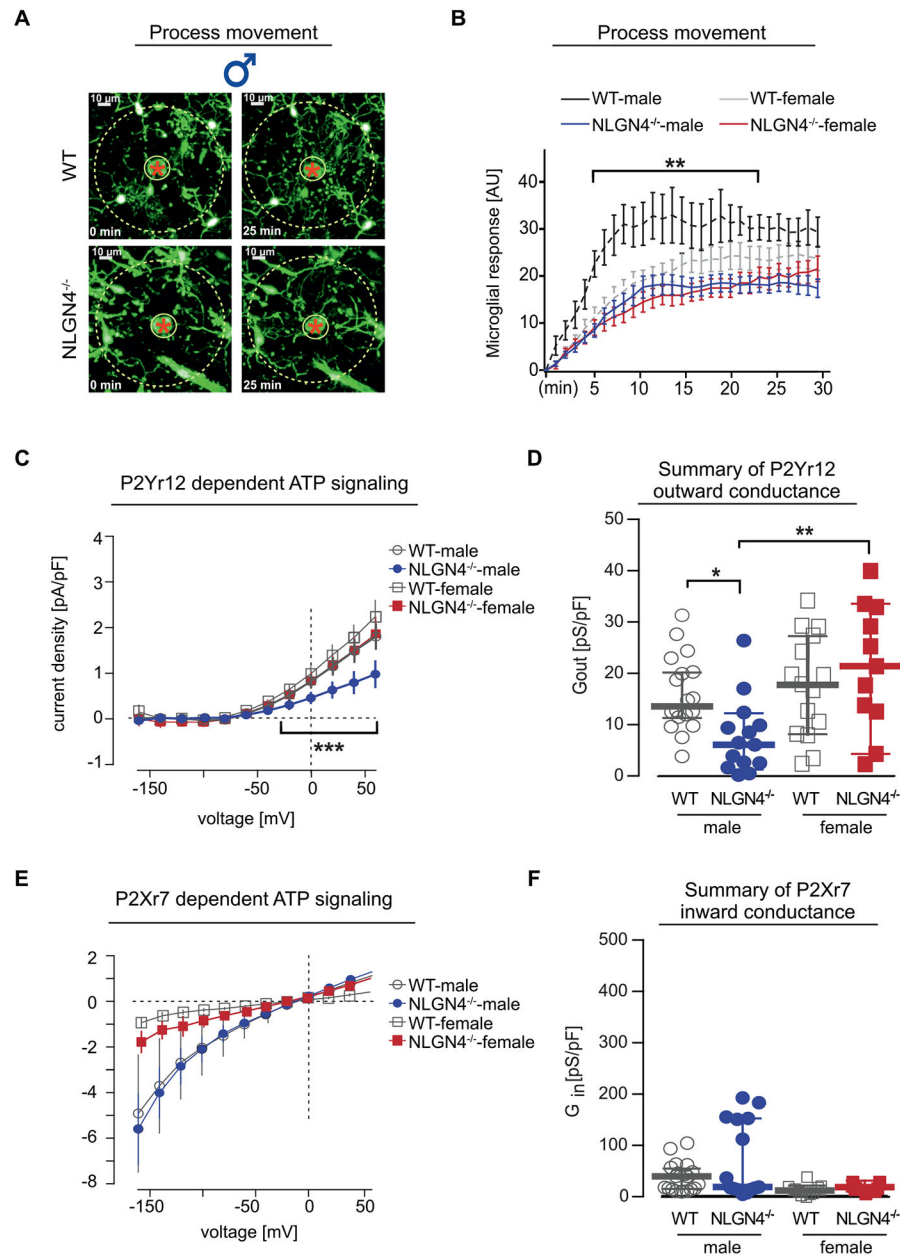 A
Process movement
♂
WT
10 µm
0 min
10 µm
25 min
NLGN4-/-
10 µm
0 min
10 µm
25 min
B
Process movement
WT-male
WT-female
NLGN4-/--male
NLGN4-/--female
**
Microglial response [AU]
40
30
20
10
0
(min) 5 10 15 20 25 30
C
P2Yr12 dependent ATP signaling
WT-male
NLGN4-/--male
WT-female
NLGN4-/--female
current density [pA/pF]
4
3
2
1
0
-1
***
-150 -50 0 50
voltage [mV]
D
Summary of P2Yr12
outward conductance
Gout [pS/pF]
50
40
30
20
10
0
*
**
WT NLGN4-/- WT NLGN4-/-
male female
E
P2Xr7 dependent ATP signaling
WT-male
NLGN4-/--male
WT-female
NLGN4-/--female
2
0
-2
-4
-6
-8
-150 -50 0 50
voltage [mV]
F
Summary of P2Xr7
inward conductance
G in [pS/pF]
500
400
300
200
100
0
WT NLGN4-/- WT NLGN4-/-
male female